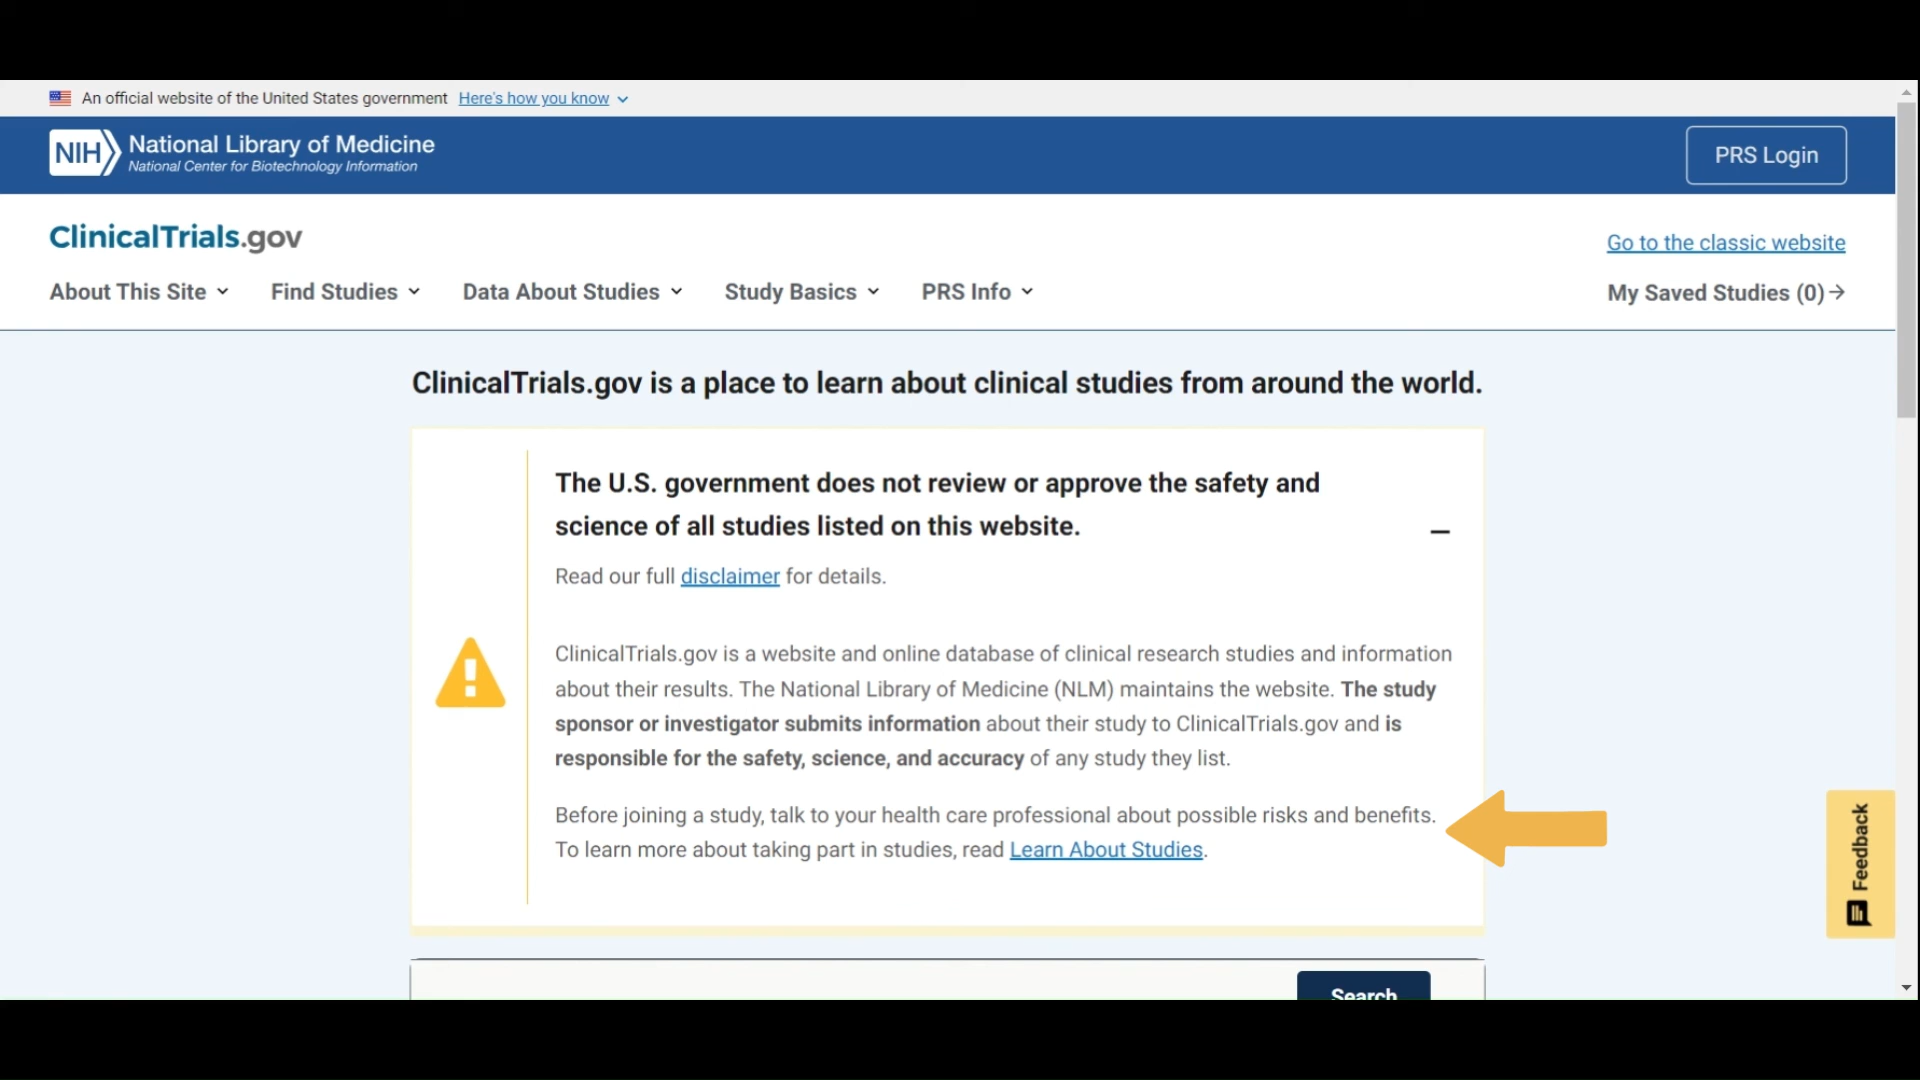 An official website of the United States government Here's how you know
NIH National Library of Medicine
National Center for Biotechnology Information
PRS Login
ClinicalTrials.gov
Go to the classic website
About This Site Find Studies Data About Studies Study Basics PRS Info My Saved Studies (0)
ClinicalTrials.gov is a place to learn about clinical studies from around the world.
The U.S. government does not review or approve the safety and
science of all studies listed on this website.
Read our full disclaimer for details.
ClinicalTrials.gov is a website and online database of clinical research studies and information
about their results. The National Library of Medicine (NLM) maintains the website. The study
sponsor or investigator submits information about their study to ClinicalTrials.gov and is
responsible for the safety, science, and accuracy of any study they list.
Before joining a study, talk to your health care professional about possible risks and benefits.
To learn more about taking part in studies, read Learn About Studies.
Feedback
Search